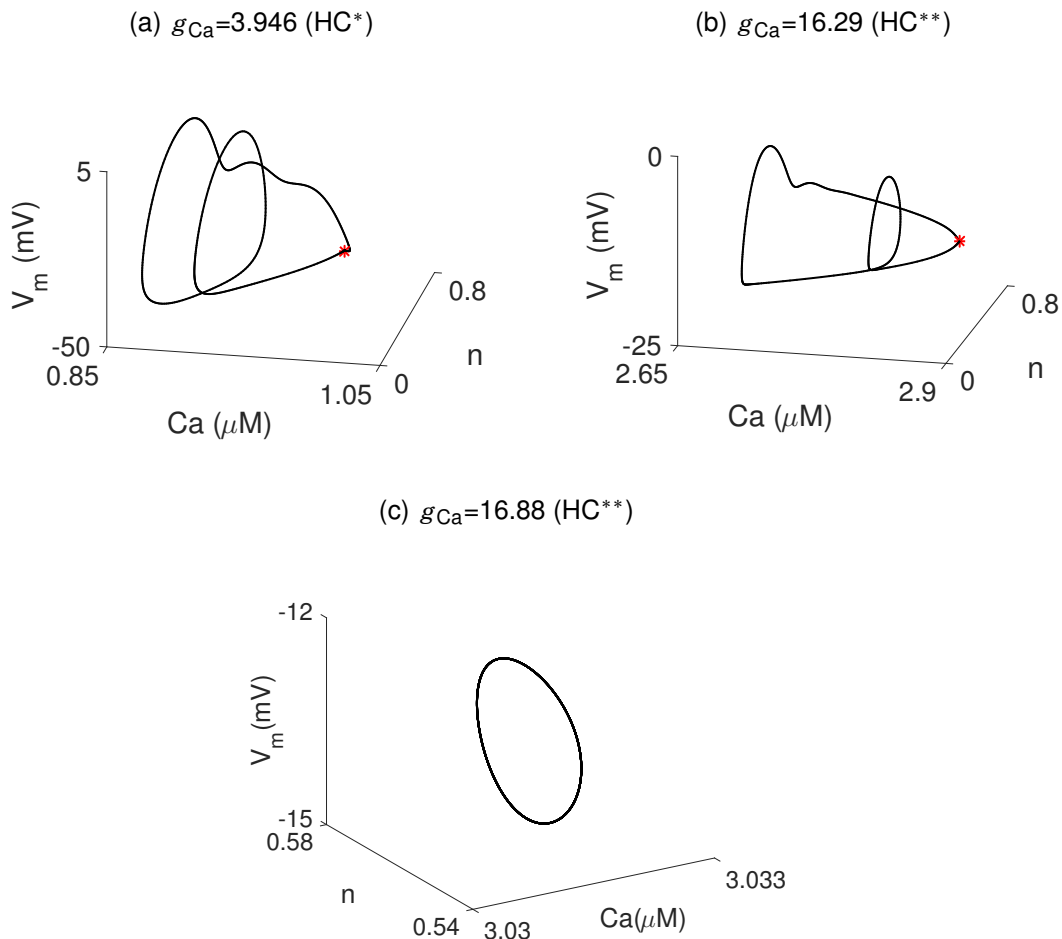 (a) gCa=3.946 (HC*)
(b) gCa=16.29 (HC**)
5
-50
0.85
1.05
0
0.8
Vm (mV)
Ca (μM)
n
0
-25
2.65
2.9
0
0.8
Vm (mV)
Ca (μM)
n
(c) gCa=16.88 (HC**)
-12
-15
0.58
0.54
3.03
3.033
Vm(mV)
n
Ca(μM)